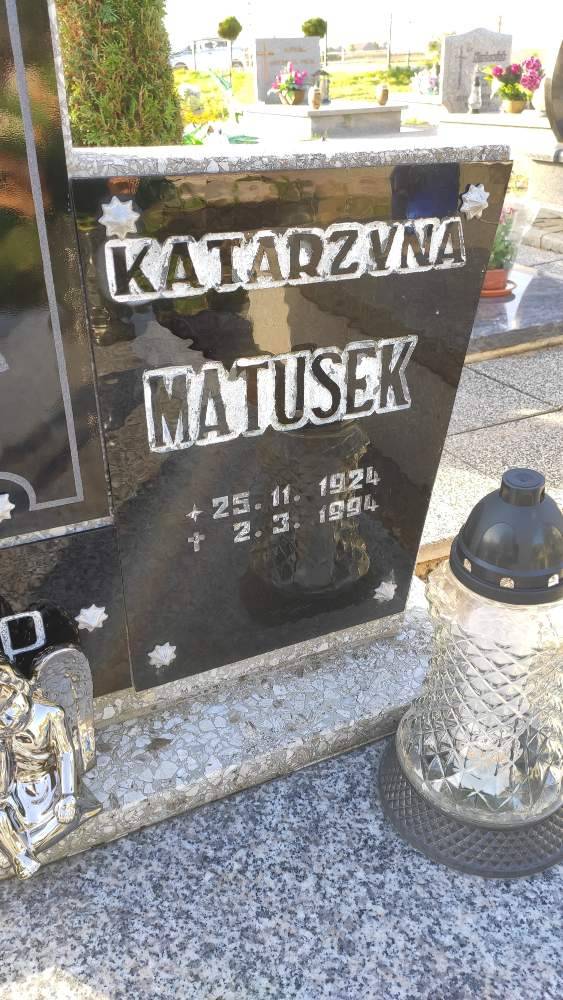 KATARZYNA
MATUSEK
25. 11. 1924
† 2. 3. 1994